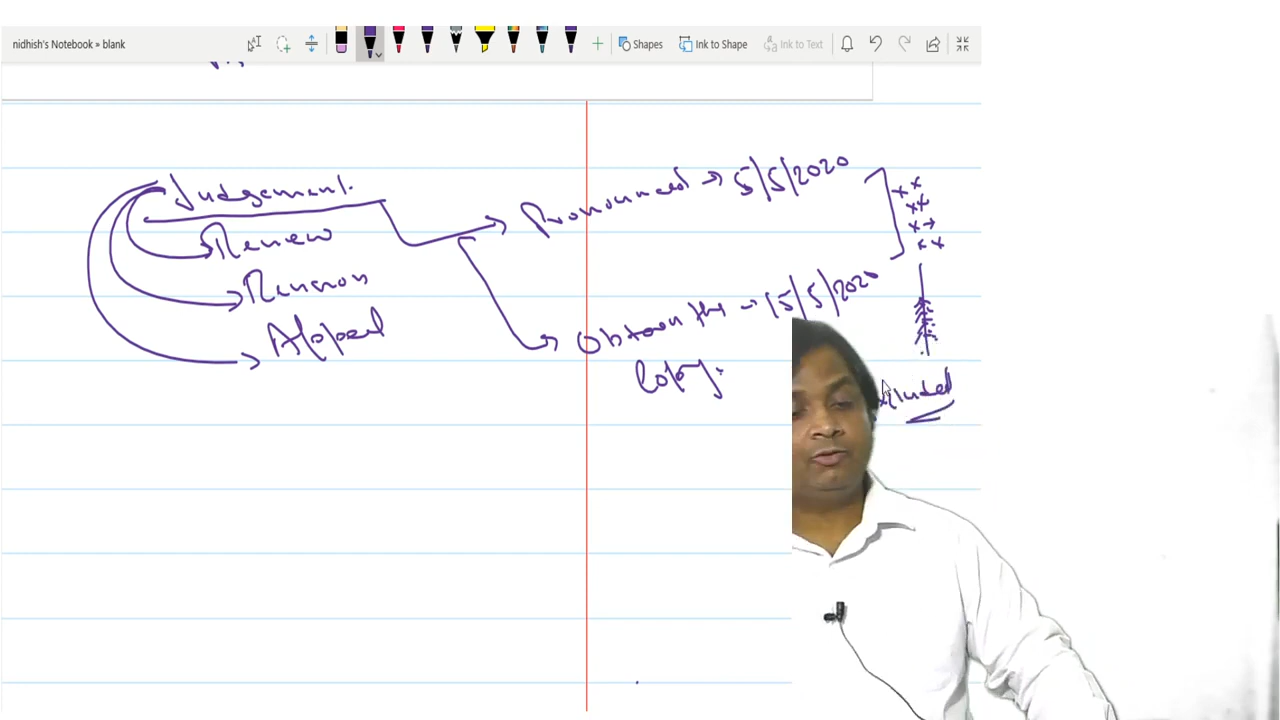 nidhish's Notebook » blank
Shapes
Ink to Shape
Ink to Text
Judgement.
Review
Revision
Appeal
Pronounced → 5/5/2020
Obtain the → 15/5/2020
Copy.